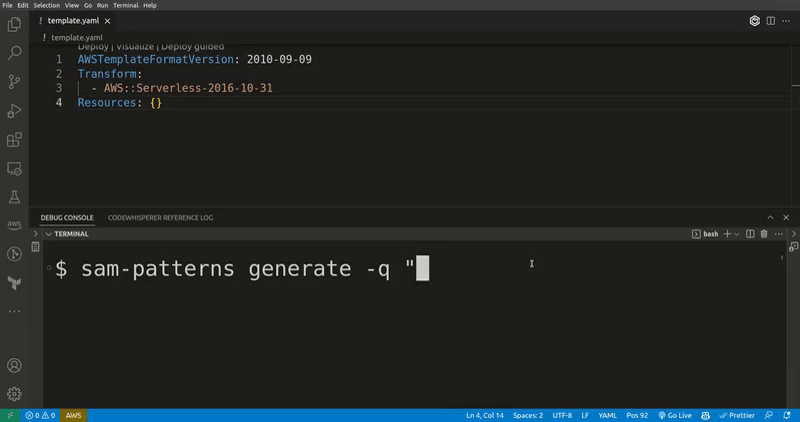 File Edit Selection View Go Run Terminal Help
! template.yaml ×
! template.yaml
Deploy | Visualize | Deploy guided
1 AWSTemplateFormatVersion: 2010-09-09
2 Transform:
3 - AWS::Serverless-2016-10-31
4 Resources: {}
DEBUG CONSOLE CODEWHISPERER REFERENCE LOG
TERMINAL
bash
$ sam-patterns generate -q "
aws
0 0 AWS Ln 4, Col 14 Spaces: 2 UTF-8 LF YAML Pos 92 Go Live Prettier